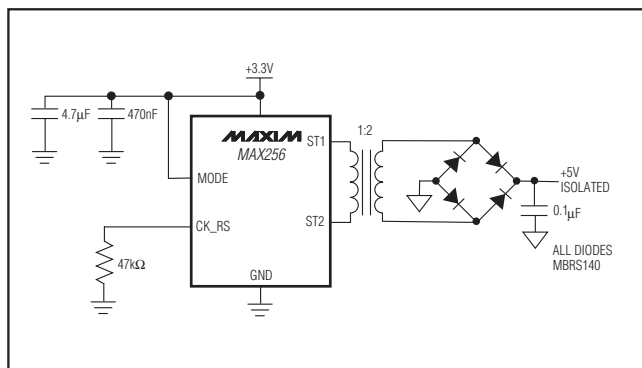 +3.3V
4.7µF
470nF
MAXIM
MAX256
ST1
1:2
MODE
+5V
ISOLATED
0.1µF
CK_RS
ST2
47kΩ
GND
ALL DIODES
MBRS140